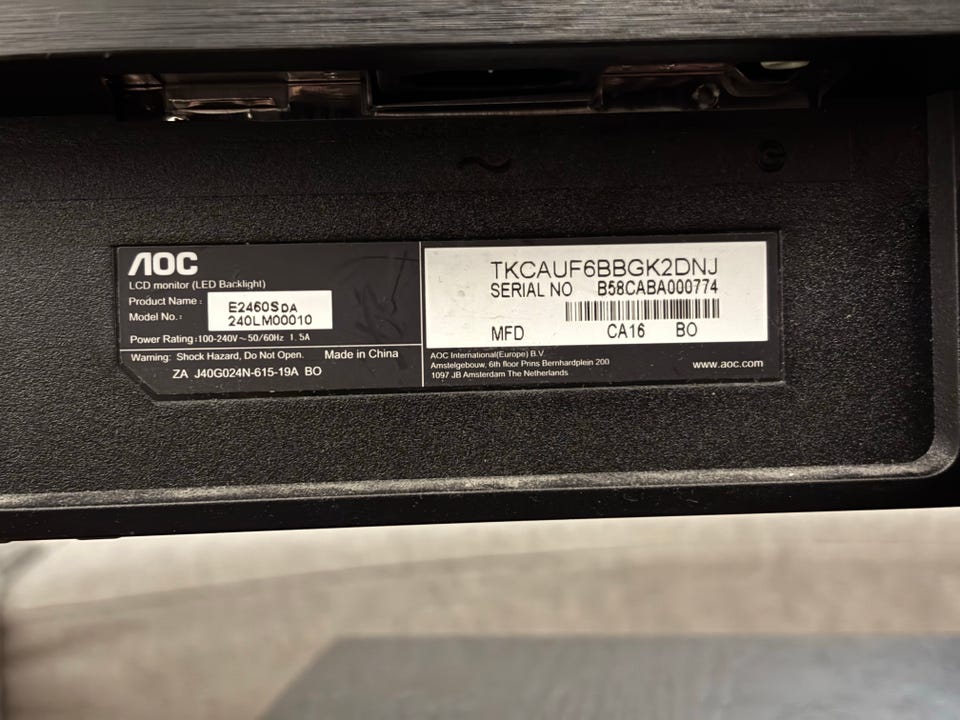 AOC
LCD monitor (LED Backlight)
Product Name : E2460SDA
Model No.: 240LM00010
Power Rating:100-240V~50/60Hz 1.5A
Warning: Shock Hazard, Do Not Open. Made in China
ZA J40G024N-615-19A BO
TKCAUF6BBGK2DNJ
SERIAL NO B58CABA000774
MFD CA16 BO
AOC International(Europe) B.V.
Amstelgebouw, 6th floor Prins Bernhardplein 200
1097 JB Amsterdam The Netherlands
www.aoc.com